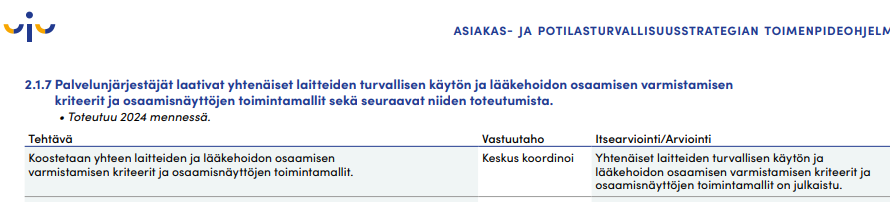 ASIAKAS- JA POTILASTURVALLISUUSSTRATEGIAN TOIMENPIDEOHJELM
2.1.7 Palvelunjärjestäjät laativat yhtenäiset laitteiden turvallisen käytön ja lääkehoidon osaamisen varmistamisen
kriteerit ja osaamisnäyttöjen toimintamallit sekä seuraavat niiden toteutumista.
• Toteutuu 2024 mennessä.
Tehtävä Vastuutaho Itsearviointi/Arviointi
Koostetaan yhteen laitteiden ja lääkehoidon osaamisen
varmistamisen kriteerit ja osaamisnäyttöjen toimintamallit.
Keskus koordinoi
Yhtenäiset laitteiden turvallisen käytön ja
lääkehoidon osaamisen varmistamisen kriteerit ja
osaamisnäyttöjen toimintamallit on julkaistu.